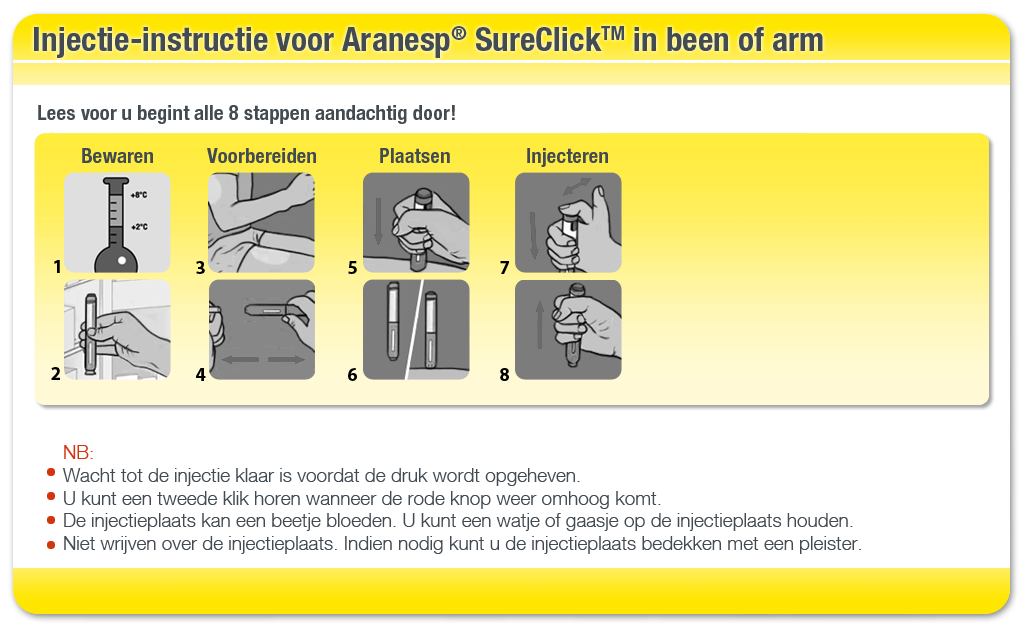 Injectie-instructie voor Aranesp® SureClick™ in been of arm
Lees voor u begint alle 8 stappen aandachtig door!
Bewaren Voorbereiden Plaatsen Injecteren
+8°C
+2°C
1 3 5 7
2 4 6 8
NB:
Wacht tot de injectie klaar is voordat de druk wordt opgeheven.
U kunt een tweede klik horen wanneer de rode knop weer omhoog komt.
De injectieplaats kan een beetje bloeden. U kunt een watje of gaasje op de injectieplaats houden.
Niet wrijven over de injectieplaats. Indien nodig kunt u de injectieplaats bedekken met een pleister.